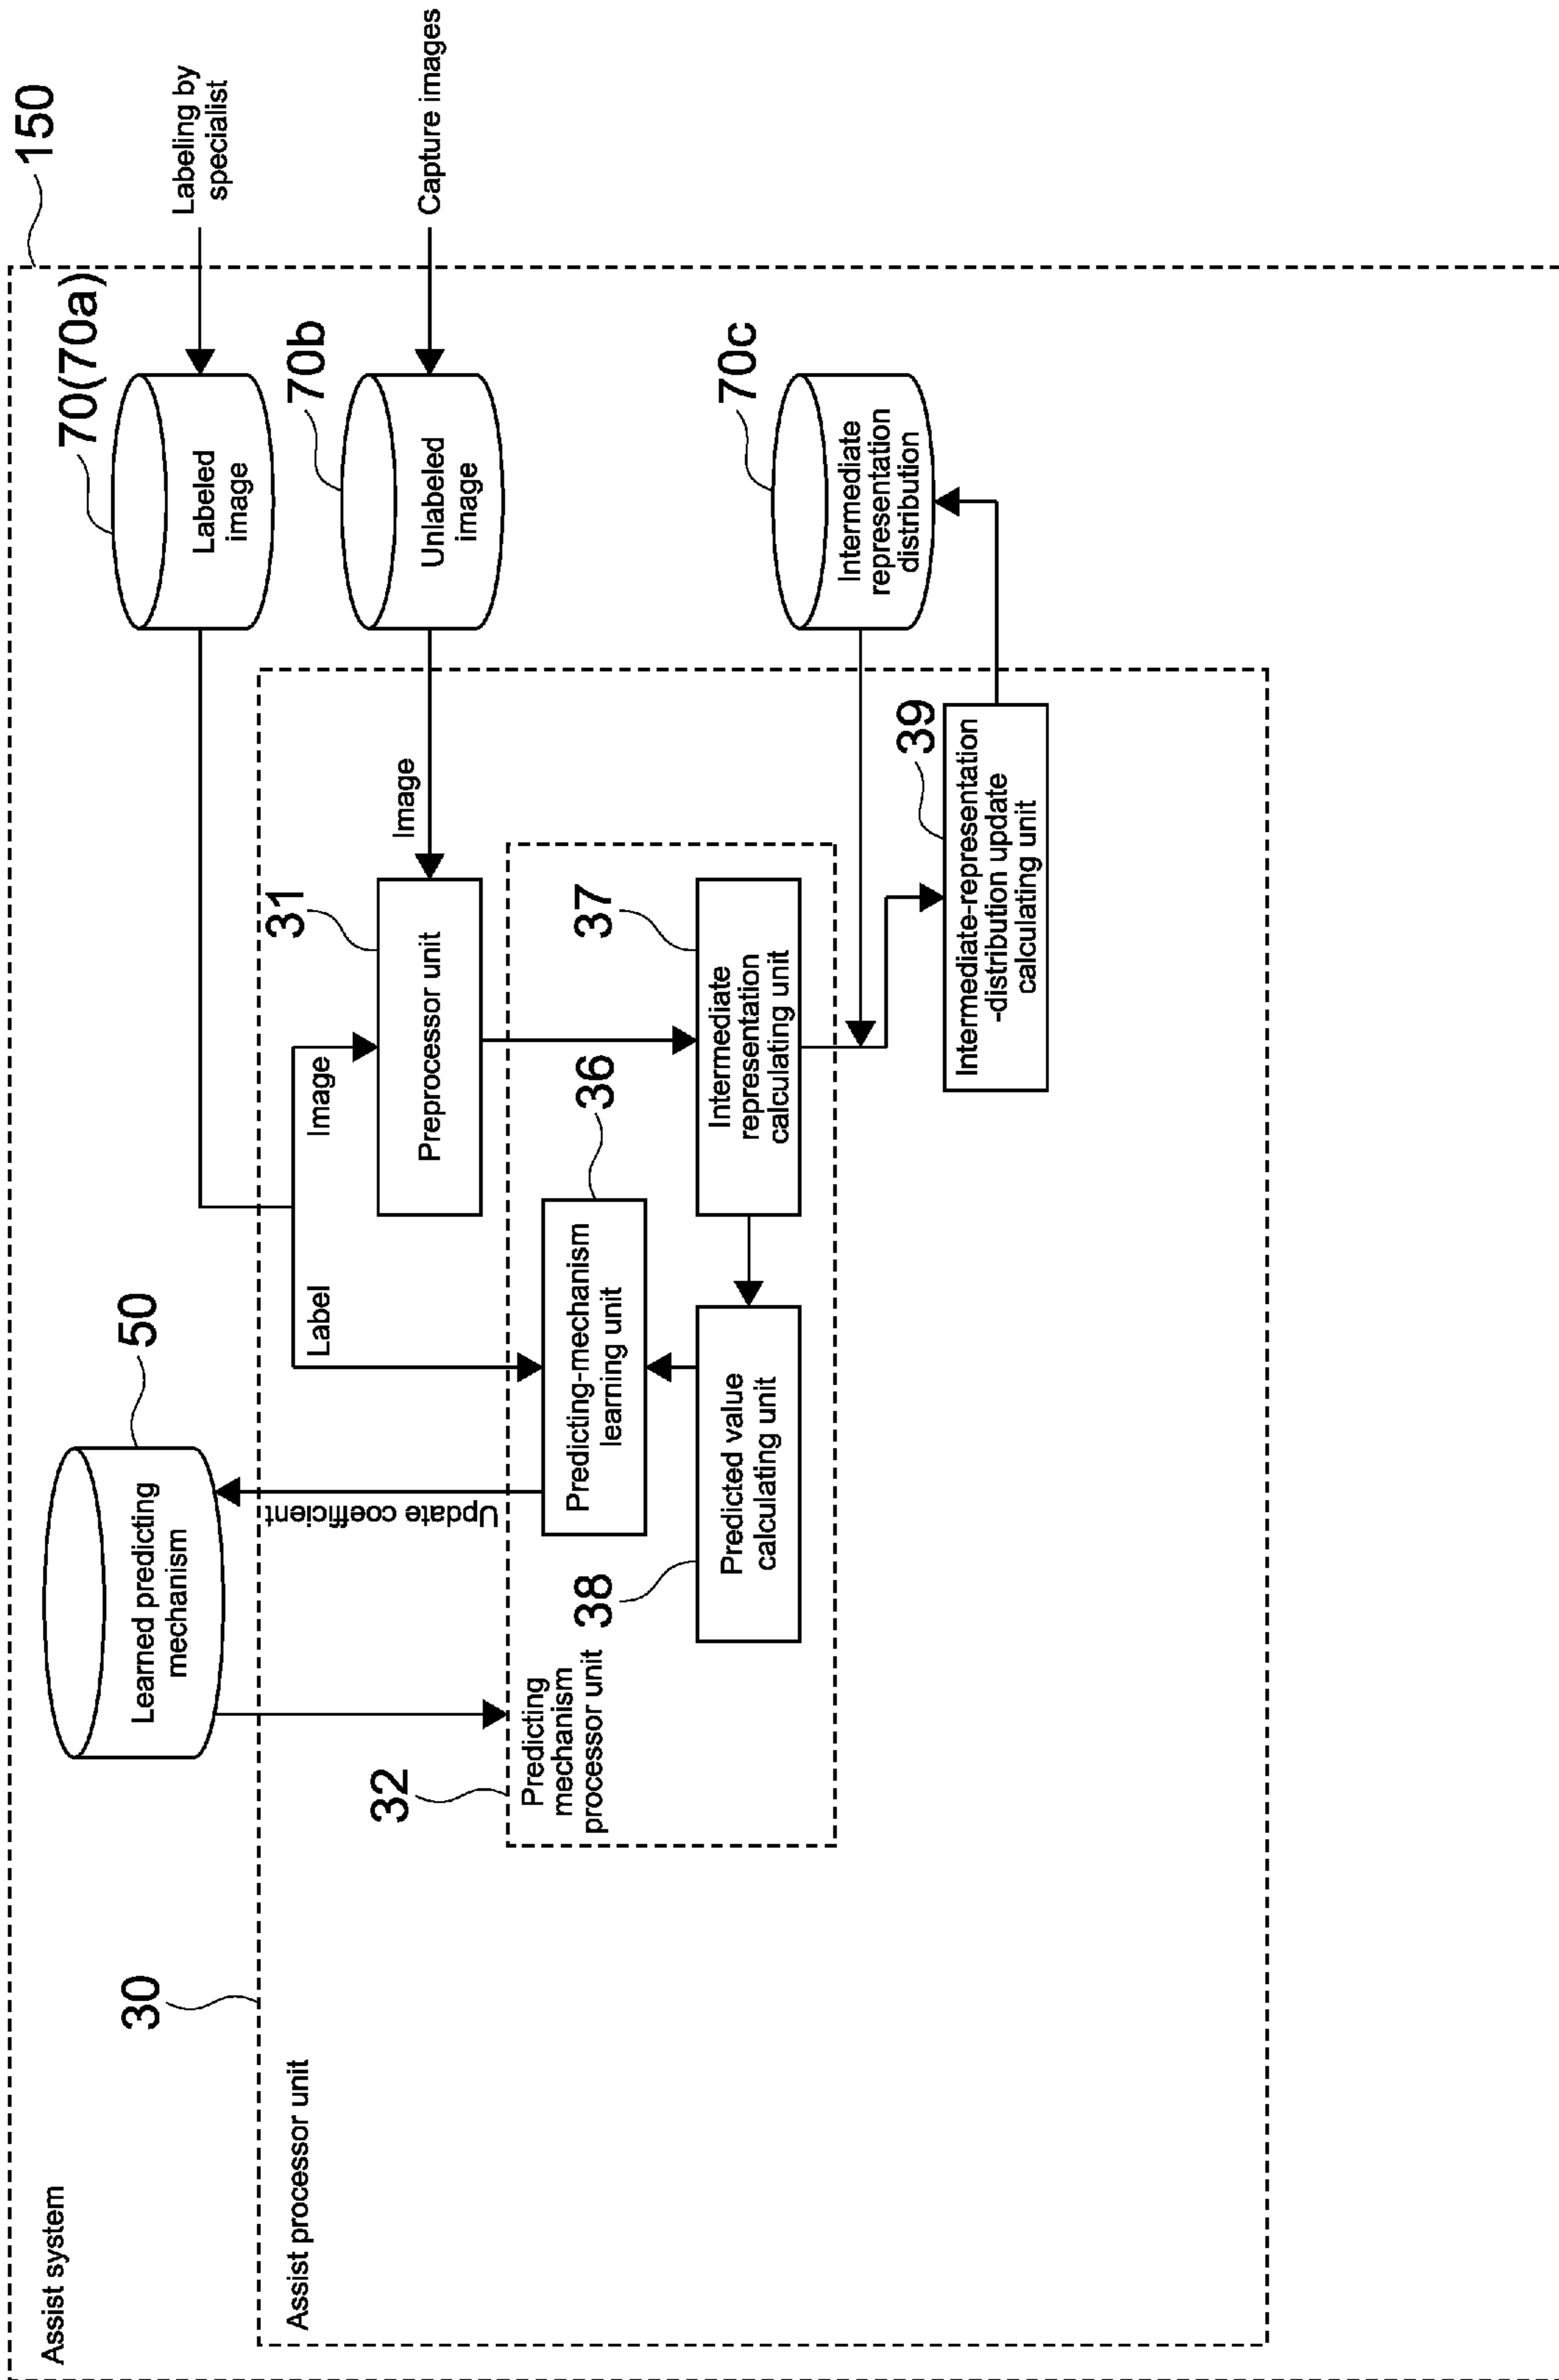 Assist system
150
50
Learned predicting
mechanism
70(70a)
Labeled
image
Labeling by
specialist
70b
Unlabeled
image
Capture images
30
Assist processor unit
Update coefficient
Label
Image
Image
31
Preprocessor unit
32
Predicting
mechanism
processor unit
36
Predicting-mechanism
learning unit
37
Intermediate
representation
calculating unit
38
Predicted value
calculating unit
70c
Intermediate
representation
distribution
39
Intermediate-representation
-distribution update
calculating unit